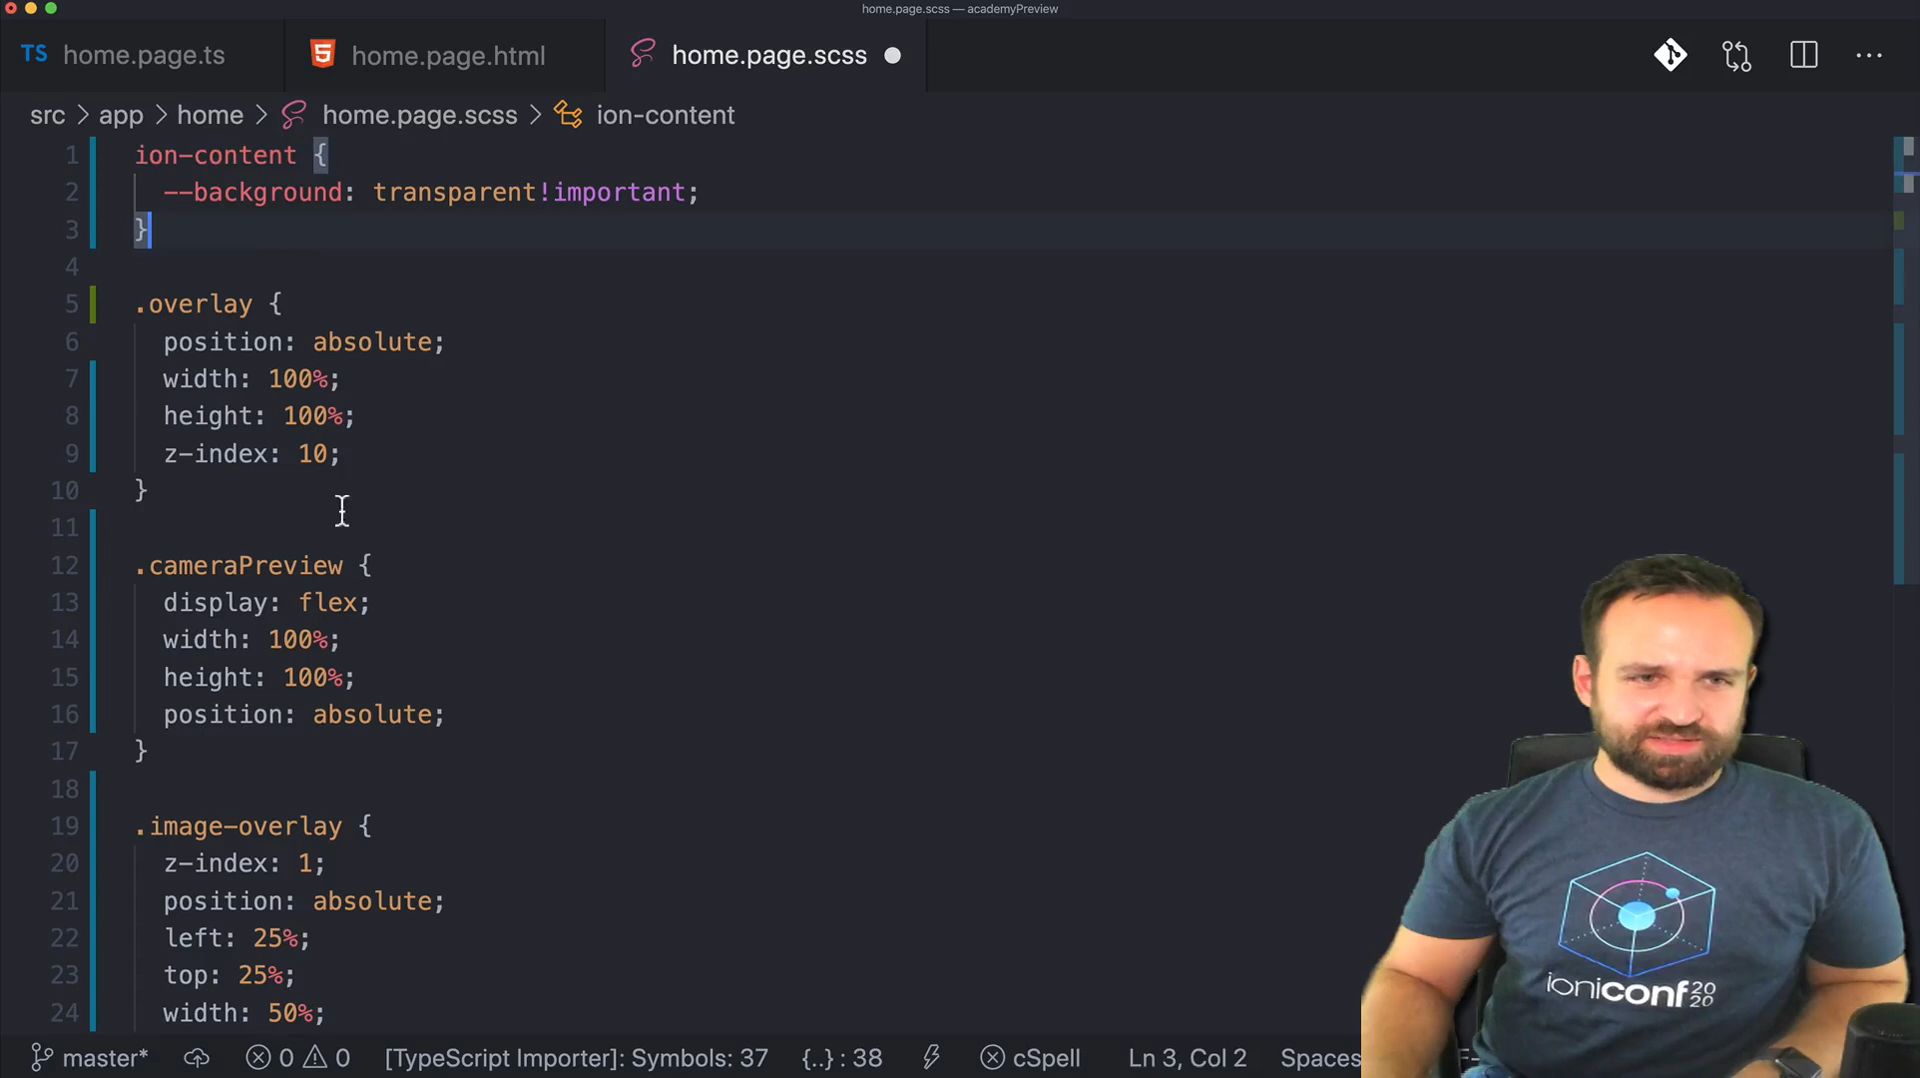 home.page.scss — academyPreview
TS home.page.ts
home.page.html
home.page.scss
src > app > home > home.page.scss > ion-content
1 ion-content {
2 --background: transparent!important;
3 }
4
5 .overlay {
6 position: absolute;
7 width: 100%;
8 height: 100%;
9 z-index: 10;
10 }
11
12 .cameraPreview {
13 display: flex;
14 width: 100%;
15 height: 100%;
16 position: absolute;
17 }
18
19 .image-overlay {
20 z-index: 1;
21 position: absolute;
22 left: 25%;
23 top: 25%;
24 width: 50%;
ioniconf 2020
master* 0 0 [TypeScript Importer]: Symbols: 37 {..} : 38 cSpell Ln 3, Col 2 Spaces